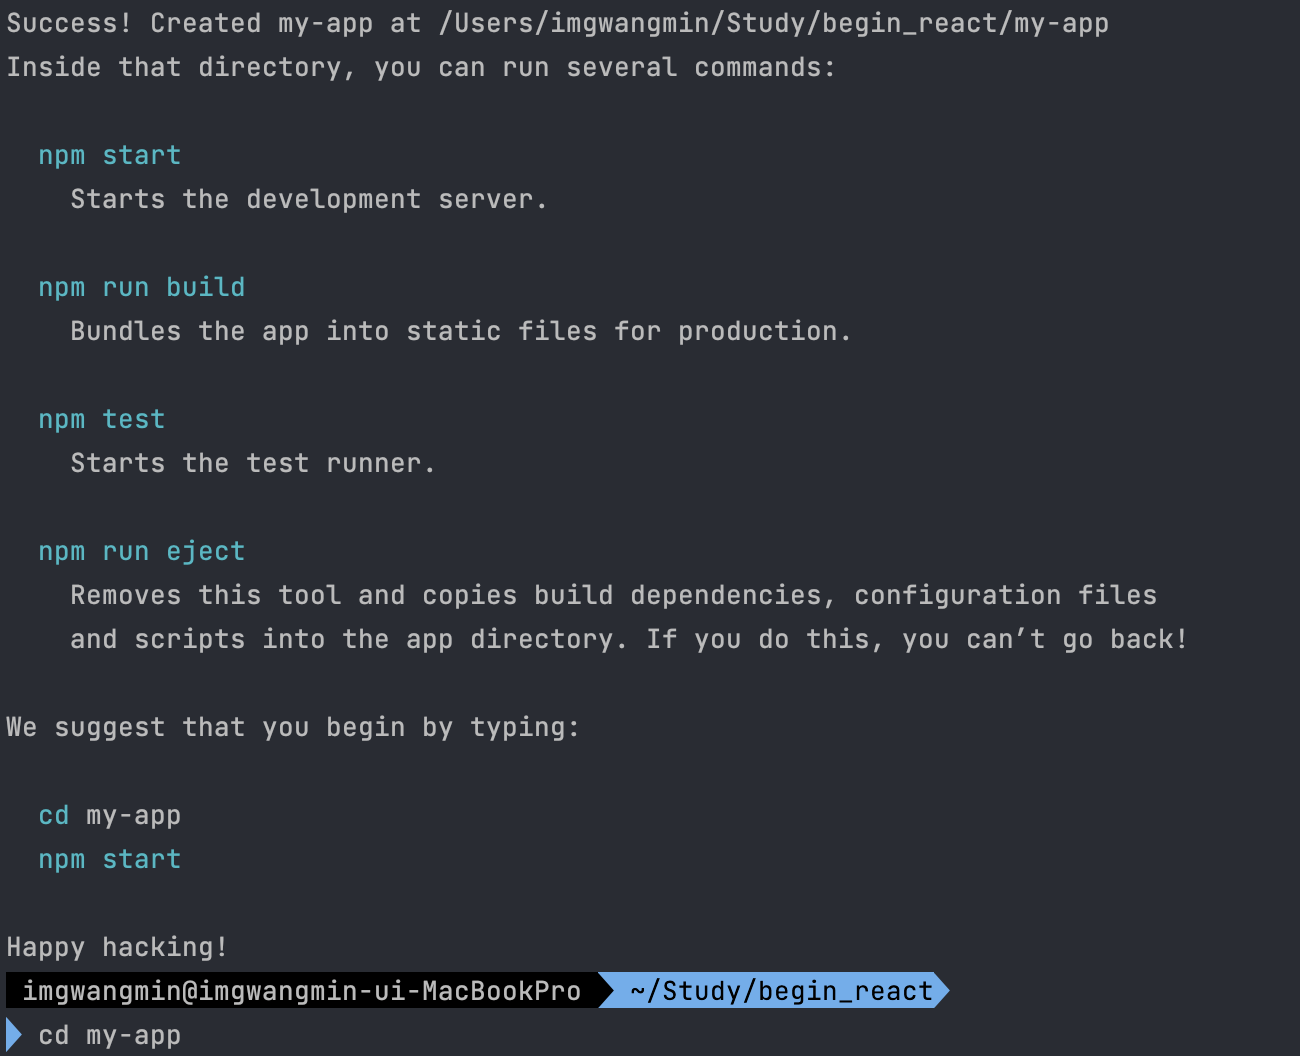 Success! Created my-app at /Users/imgwangmin/Study/begin_react/my-app
Inside that directory, you can run several commands:
npm start
Starts the development server.
npm run build
Bundles the app into static files for production.
npm test
Starts the test runner.
npm run eject
Removes this tool and copies build dependencies, configuration files
and scripts into the app directory. If you do this, you can’t go back!
We suggest that you begin by typing:
cd my-app
npm start
Happy hacking!
imgwangmin@imgwangmin-ui-MacBookPro ~/Study/begin_react
cd my-app